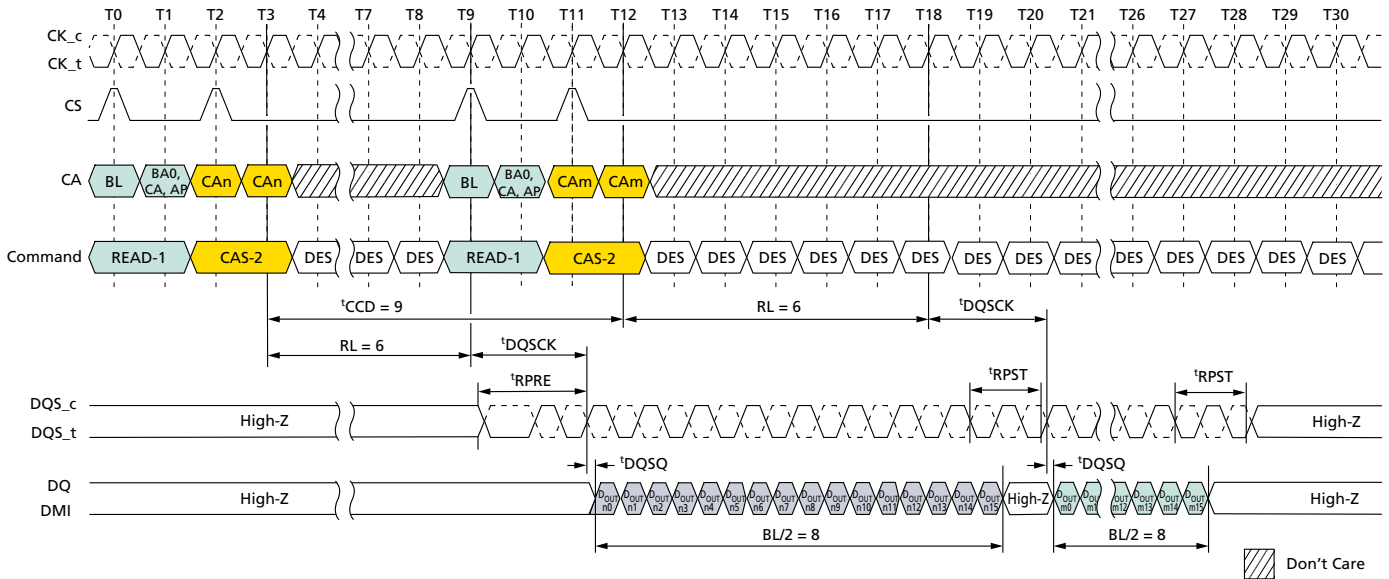 T0 T1 T2 T3 T4 T7 T8 T9 T10 T11 T12 T13 T14 T15 T16 T17 T18 T19 T20 T21 T26 T27 T28 T29 T30
CK_c
CK_t
CS
CA BL BA0, CA, AP CAn CAn BL BA0, CA, AP CAm CAm
Command READ-1 CAS-2 DES DES DES READ-1 CAS-2 DES DES DES DES DES DES DES DES DES DES DES DES DES DES
tCCD = 9 RL = 6 tDQSCK
RL = 6 tDQSCK
tRPRE tRPST tRPST
DQS_c
DQS_t
High-Z High-Z
tDQSQ tDQSQ
DQ
DMI
High-Z DOUT n0 DOUT n1 DOUT n2 DOUT n3 DOUT n4 DOUT n5 DOUT n6 DOUT n7 DOUT n8 DOUT n9 DOUT n10 DOUT n11 DOUT n12 DOUT n13 DOUT n14 DOUT n15 High-Z DOUT m0 DOUT m1 DOUT m12 DOUT m13 DOUT m14 DOUT m15 High-Z
BL/2 = 8 BL/2 = 8
Don't Care